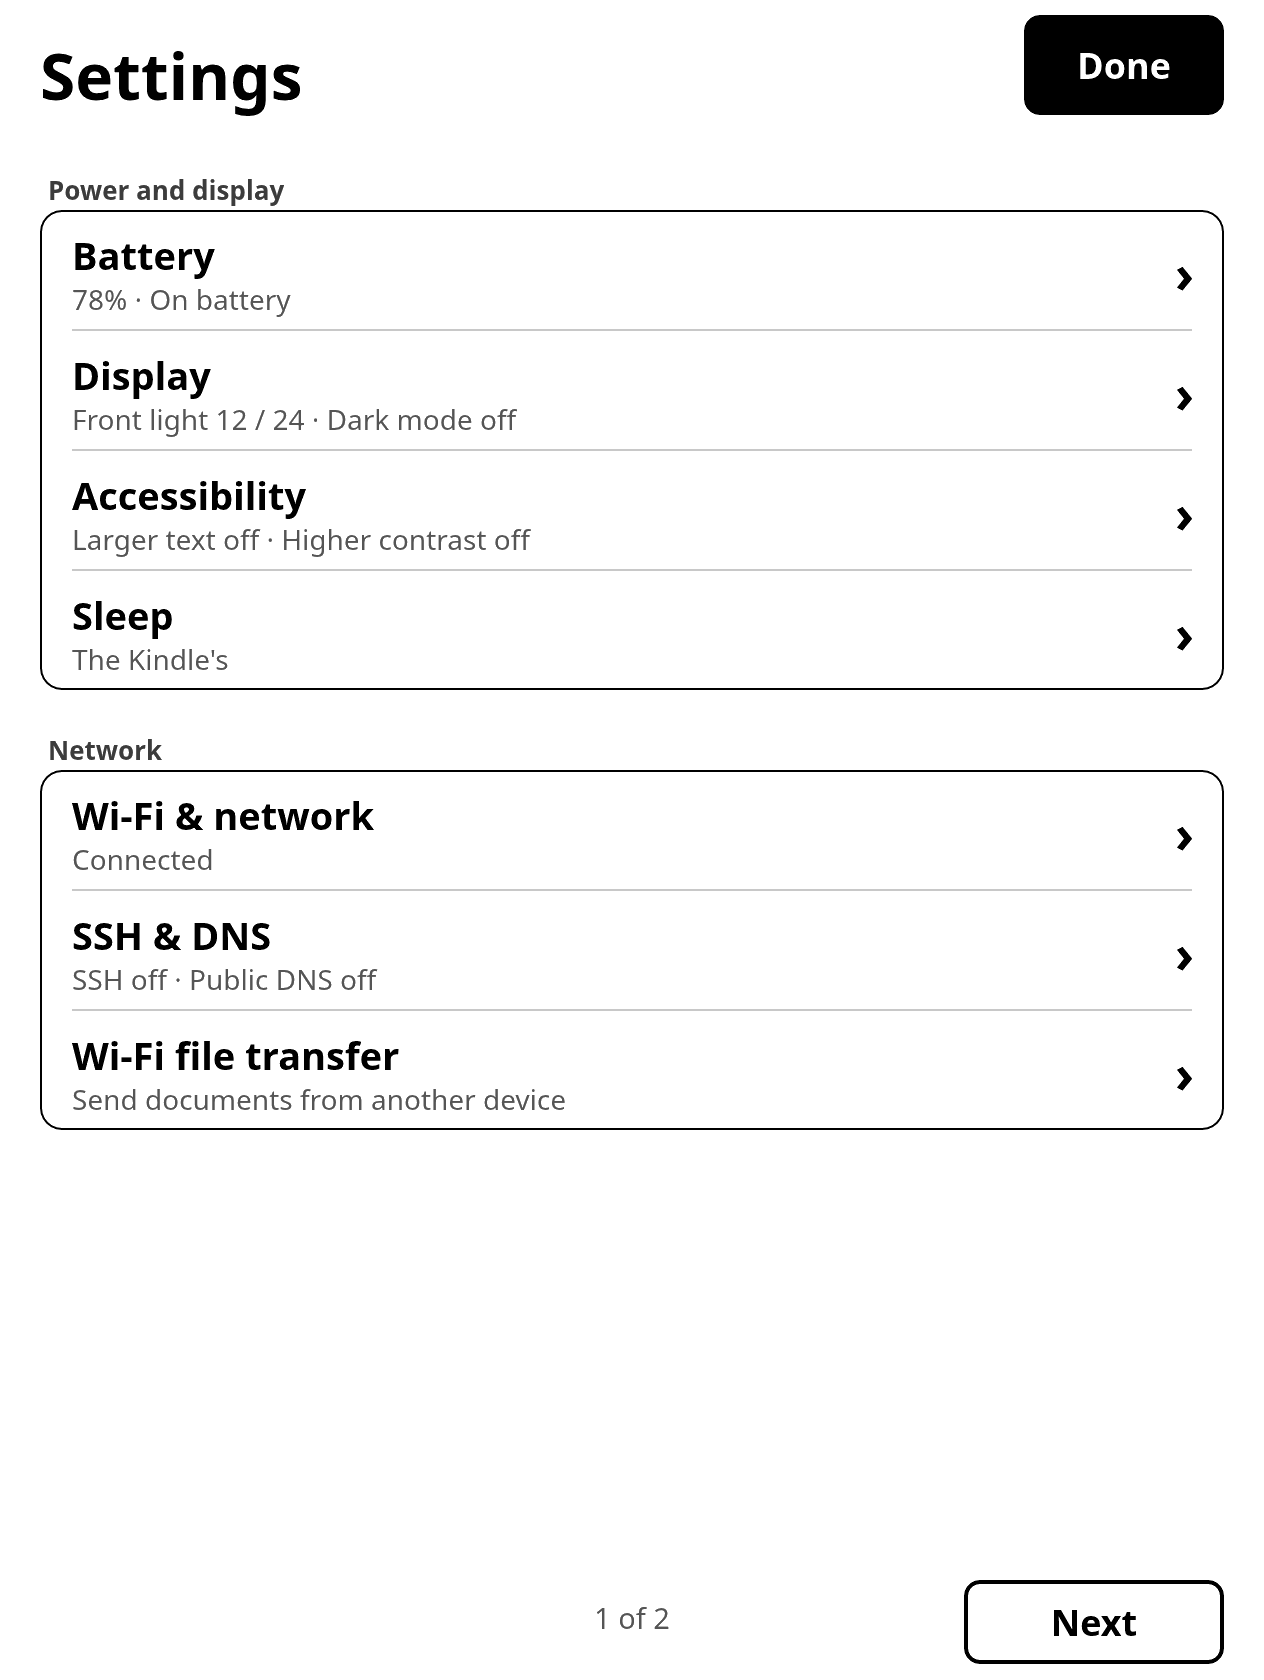 Settings
Done
Power and display
Battery
78% · On battery
›
Display
Front light 12 / 24 · Dark mode off
›
Accessibility
Larger text off · Higher contrast off
›
Sleep
The Kindle's
›
Network
Wi-Fi & network
Connected
›
SSH & DNS
SSH off · Public DNS off
›
Wi-Fi file transfer
Send documents from another device
›
1 of 2
Next